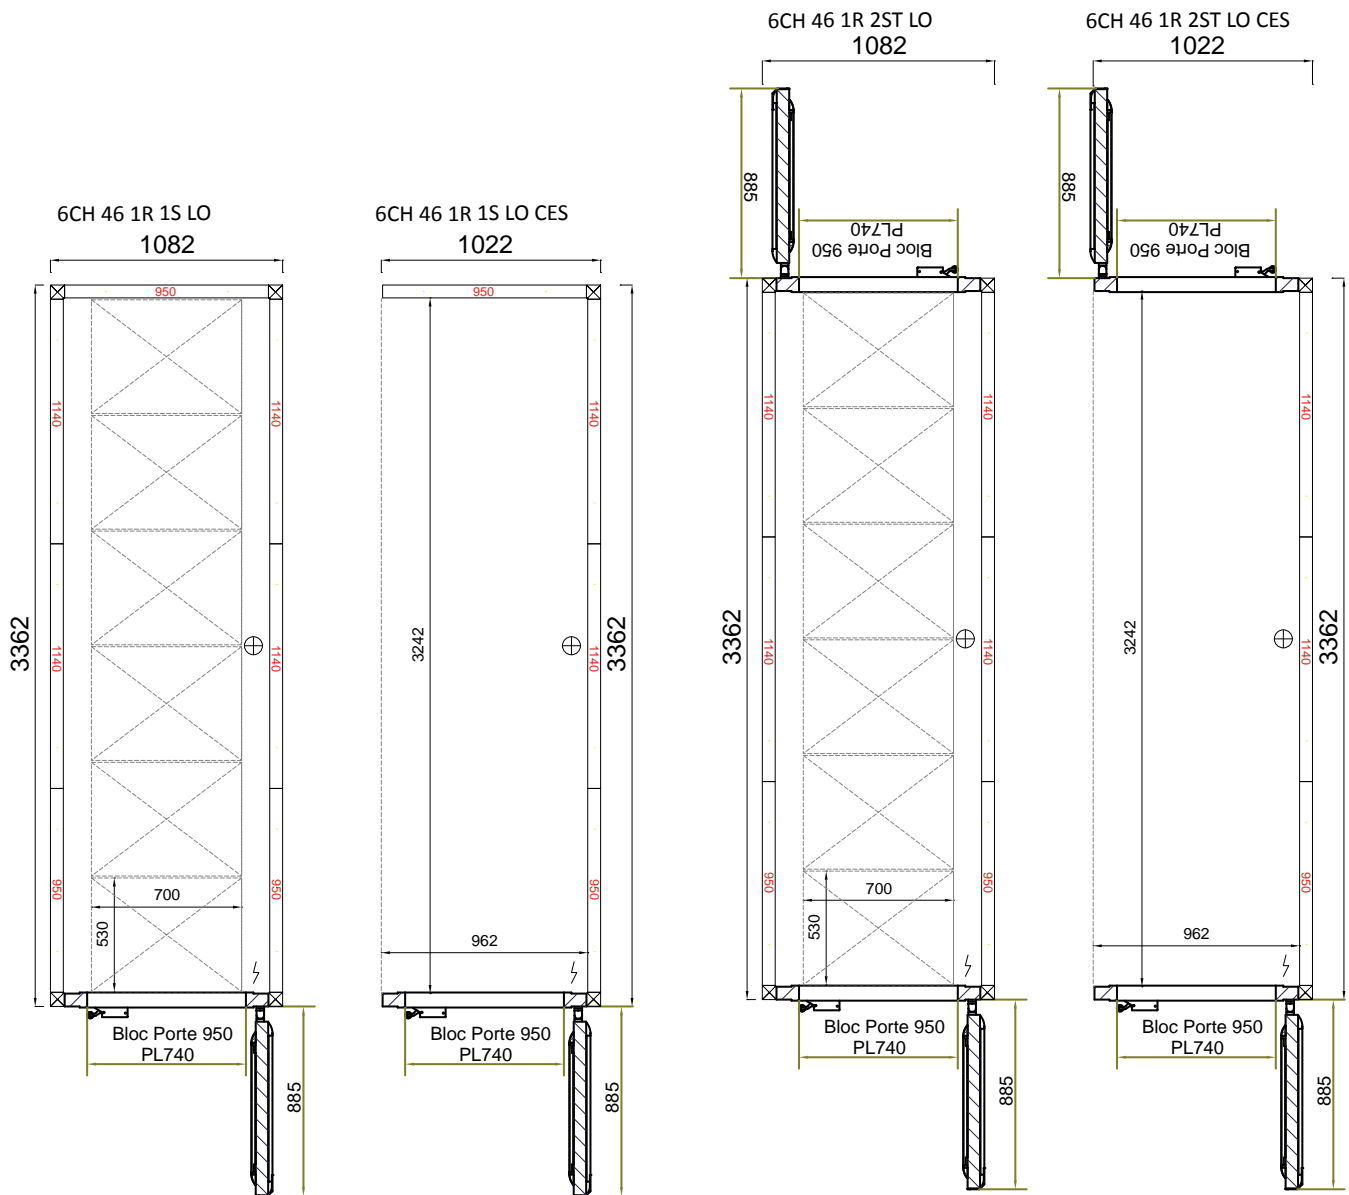 6CH 46 1R 1S LO
1082
950
1140
1140
1140
1140
950
950
3362
700
530
Bloc Porte 950
PL740
885
6CH 46 1R 1S LO CES
1022
950
1140
1140
950
3242
3362
962
Bloc Porte 950
PL740
885
6CH 46 1R 2ST LO
1082
885
Bloc Porte 950
PL740
1140
1140
1140
1140
950
950
3362
700
530
Bloc Porte 950
PL740
885
6CH 46 1R 2ST LO CES
1022
885
Bloc Porte 950
PL740
1140
1140
950
3242
3362
962
Bloc Porte 950
PL740
885